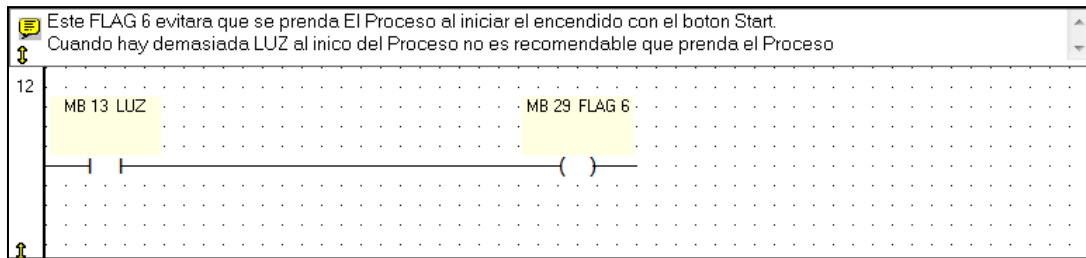 Este FLAG 6 evitara que se prenda El Proceso al iniciar el encendido con el boton Start.
Cuando hay demasiada LUZ al inico del Proceso no es recomendable que prenda el Proceso
12
MB 13 LUZ
MB 29 FLAG 6